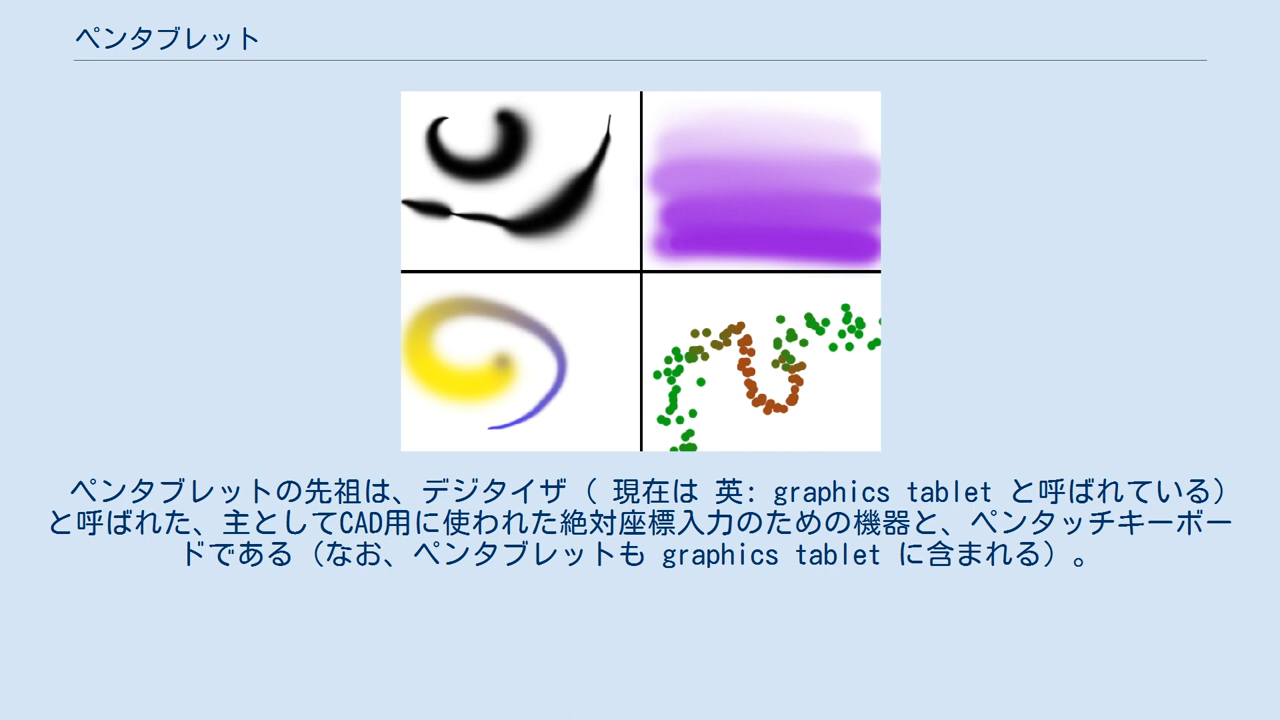 ペンタブレット
ペンタブレットの先祖は、デジタイザ（ 現在は 英: graphics tablet と呼ばれている）
と呼ばれた、主としてCAD用に使われた絶対座標入力のための機器と、ペンタッチキーボー
ドである（なお、ペンタブレットも graphics tablet に含まれる）。